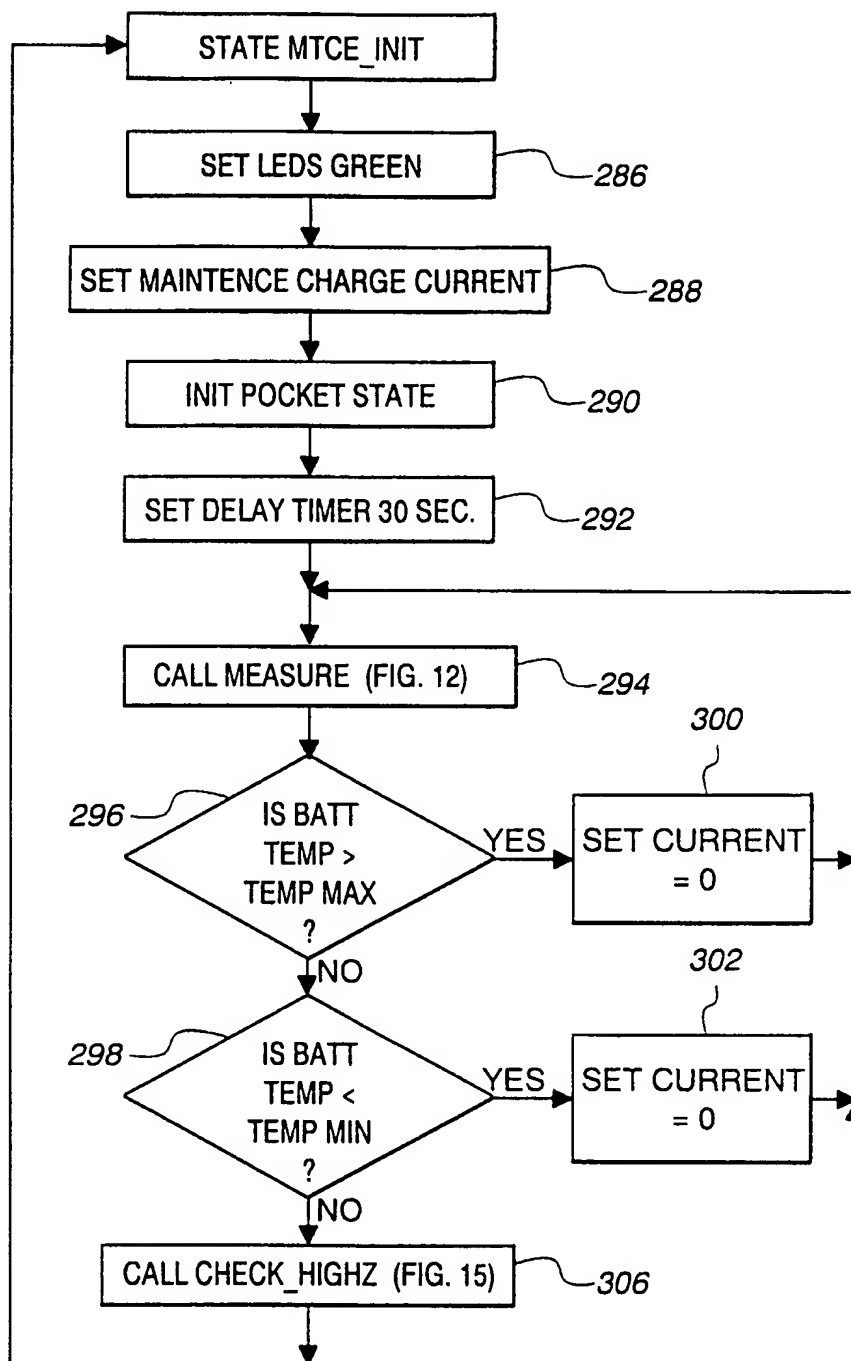 STATE MTCE_INIT
SET LEDS GREEN
286
SET MAINTENCE CHARGE CURRENT
288
INIT POCKET STATE
290
SET DELAY TIMER 30 SEC.
292
CALL MEASURE (FIG. 12)
294
296
IS BATT
TEMP >
TEMP MAX
?
YES
300
SET CURRENT
= 0
NO
298
IS BATT
TEMP <
TEMP MIN
?
YES
302
SET CURRENT
= 0
NO
CALL CHECK_HIGHZ (FIG. 15)
306